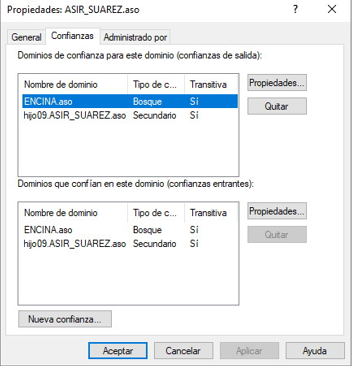 Propiedades: ASIR_SUAREZ.aso
General Confianzas Administrado por
Dominios de confianza para este dominio (confianzas de salida):
Nombre de dominio Tipo de c... Transitiva
ENCINA.aso Bosque Sí
hijo09.ASIR_SUAREZ.aso Secundario Sí
Propiedades...
Quitar
Dominios que confían en este dominio (confianzas entrantes):
Nombre de dominio Tipo de c... Transitiva
ENCINA.aso Bosque Sí
hijo09.ASIR_SUAREZ.aso Secundario Sí
Propiedades...
Quitar
Nueva confianza...
Aceptar Cancelar Aplicar Ayuda